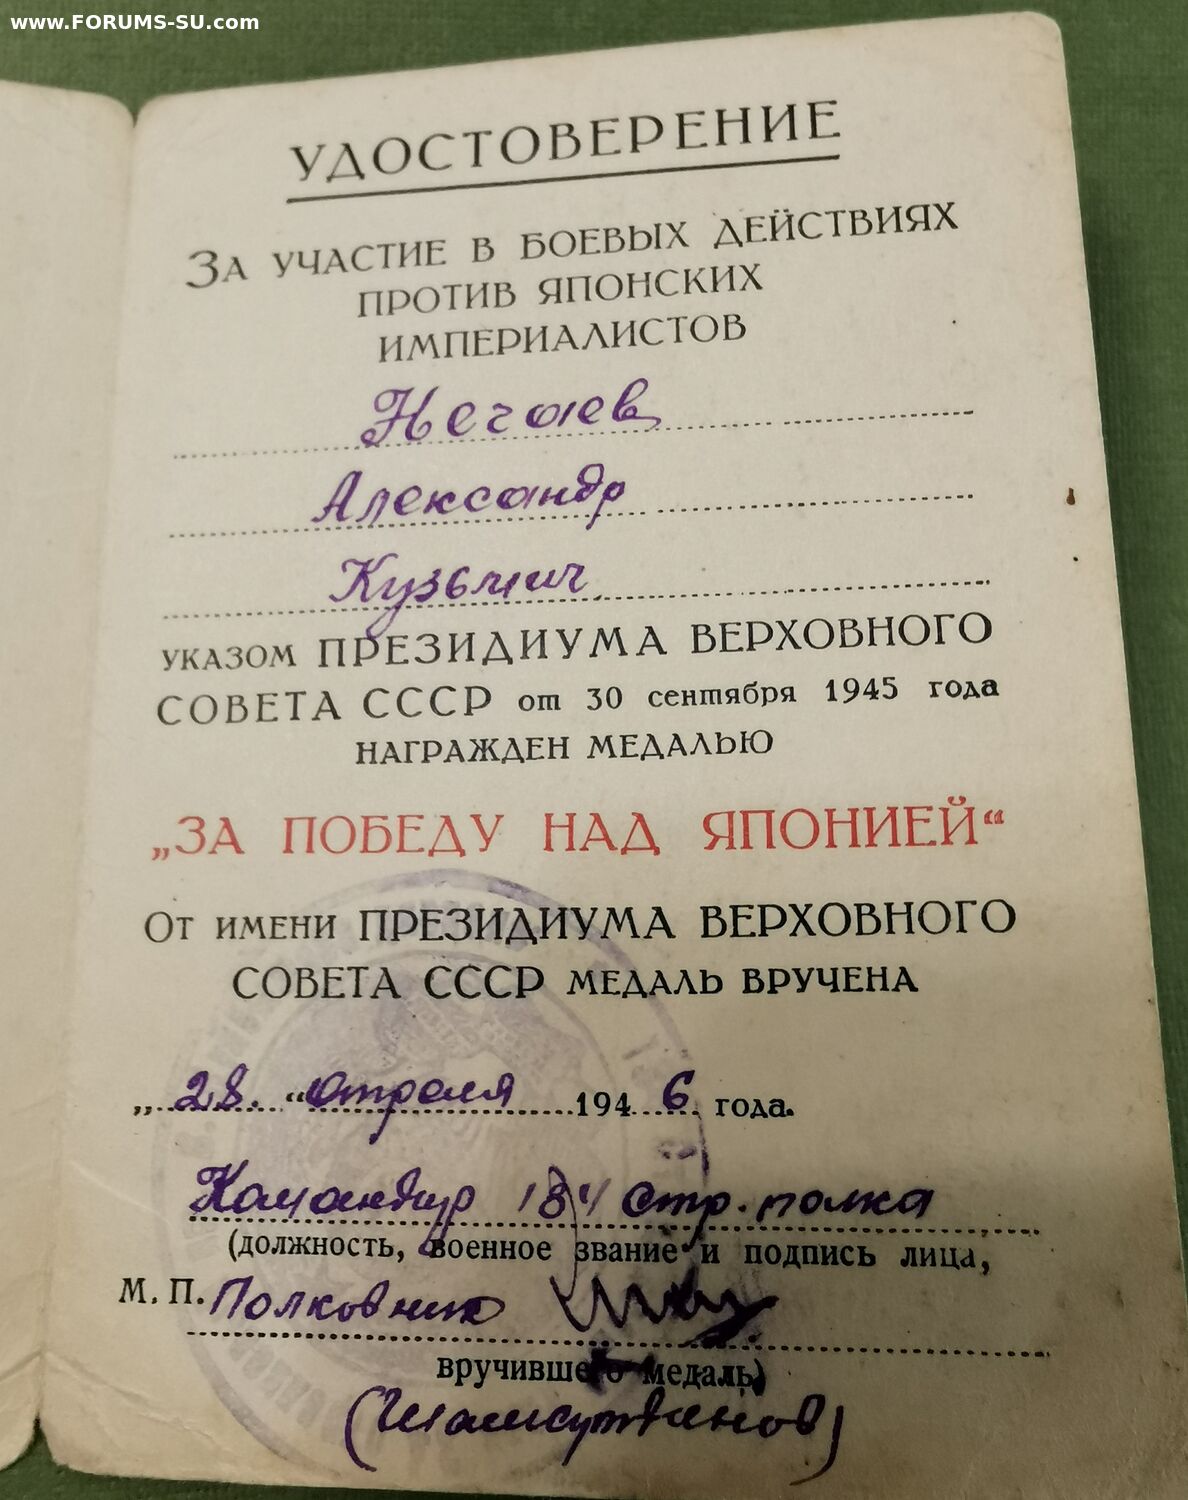 www.FORUMS-SU.com
УДОСТОВЕРЕНИЕ
ЗА УЧАСТИЕ В БОЕВЫХ ДЕЙСТВИЯХ
ПРОТИВ ЯПОНСКИХ
ИМПЕРИАЛИСТОВ
Нечаев
Александр
Кузьмич
УКАЗОМ ПРЕЗИДИУМА ВЕРХОВНОГО
СОВЕТА СССР от 30 сентября 1945 года
НАГРАЖДЕН МЕДАЛЬЮ
„ЗА ПОБЕДУ НАД ЯПОНИЕЙ“
ОТ ИМЕНИ ПРЕЗИДИУМА ВЕРХОВНОГО
СОВЕТА СССР МЕДАЛЬ ВРУЧЕНА
„28.“ апреля 1946 года.
Командир 184 стр. полка
(должность, военное звание и подпись лица,
М. П. Полковник
вручившего медаль)
(Шамсутдинов)